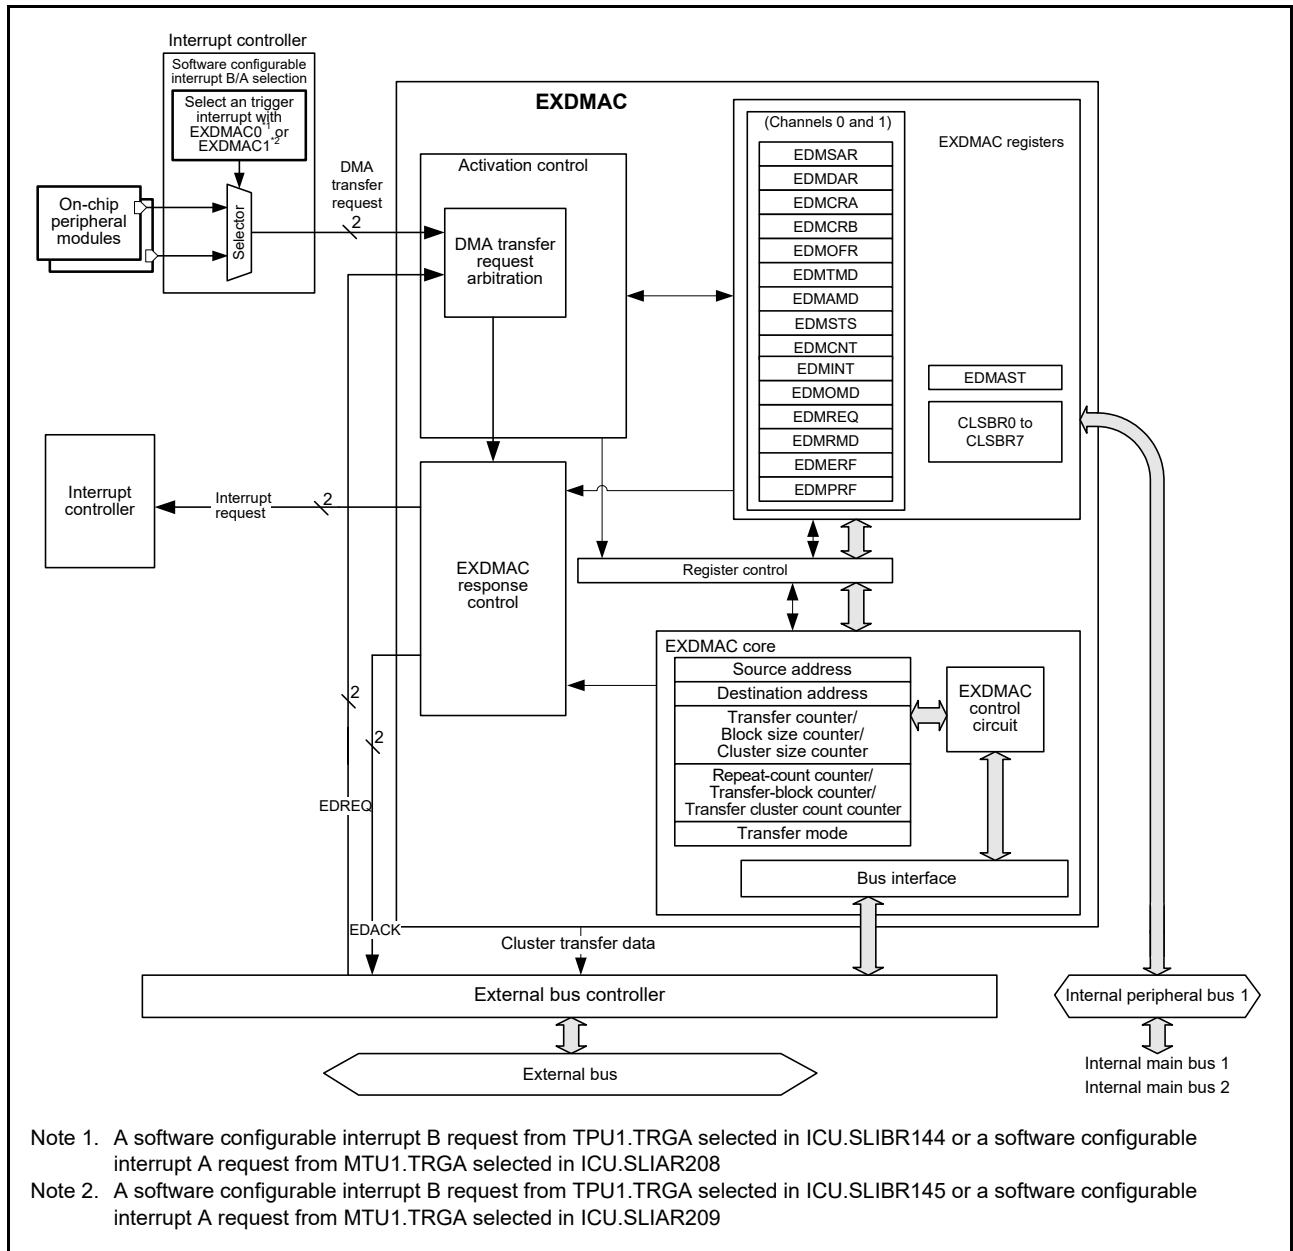 Interrupt controller
Software configurable
interrupt B/A selection
Select an trigger
interrupt with
EXDMAC0*1 or
EXDMAC1*2
On-chip
peripheral
modules
Selector
DMA
transfer
request
2
EXDMAC
Activation control
DMA transfer
request
arbitration
(Channels 0 and 1)
EDMSAR
EDMDAR
EDMCRA
EDMCRB
EDMOFR
EDMTMD
EDMAMD
EDMSTS
EDMCNT
EDMINT
EDMOMD
EDMREQ
EDMRMD
EDMERF
EDMPRF
EXDMAC registers
EDMAST
CLSBR0 to
CLSBR7
Interrupt
controller
Interrupt
request
2
EXDMAC
response
control
Register control
EXDMAC core
Source address
Destination address
Transfer counter/
Block size counter/
Cluster size counter
Repeat-count counter/
Transfer-block counter/
Transfer cluster count counter
Transfer mode
EXDMAC
control
circuit
Bus interface
2
2
EDREQ
EDACK
Cluster transfer data
External bus controller
External bus
Internal peripheral bus 1
Internal main bus 1
Internal main bus 2
Note 1. A software configurable interrupt B request from TPU1.TRGA selected in ICU.SLIBR144 or a software configurable
interrupt A request from MTU1.TRGA selected in ICU.SLIAR208
Note 2. A software configurable interrupt B request from TPU1.TRGA selected in ICU.SLIBR145 or a software configurable
interrupt A request from MTU1.TRGA selected in ICU.SLIAR209